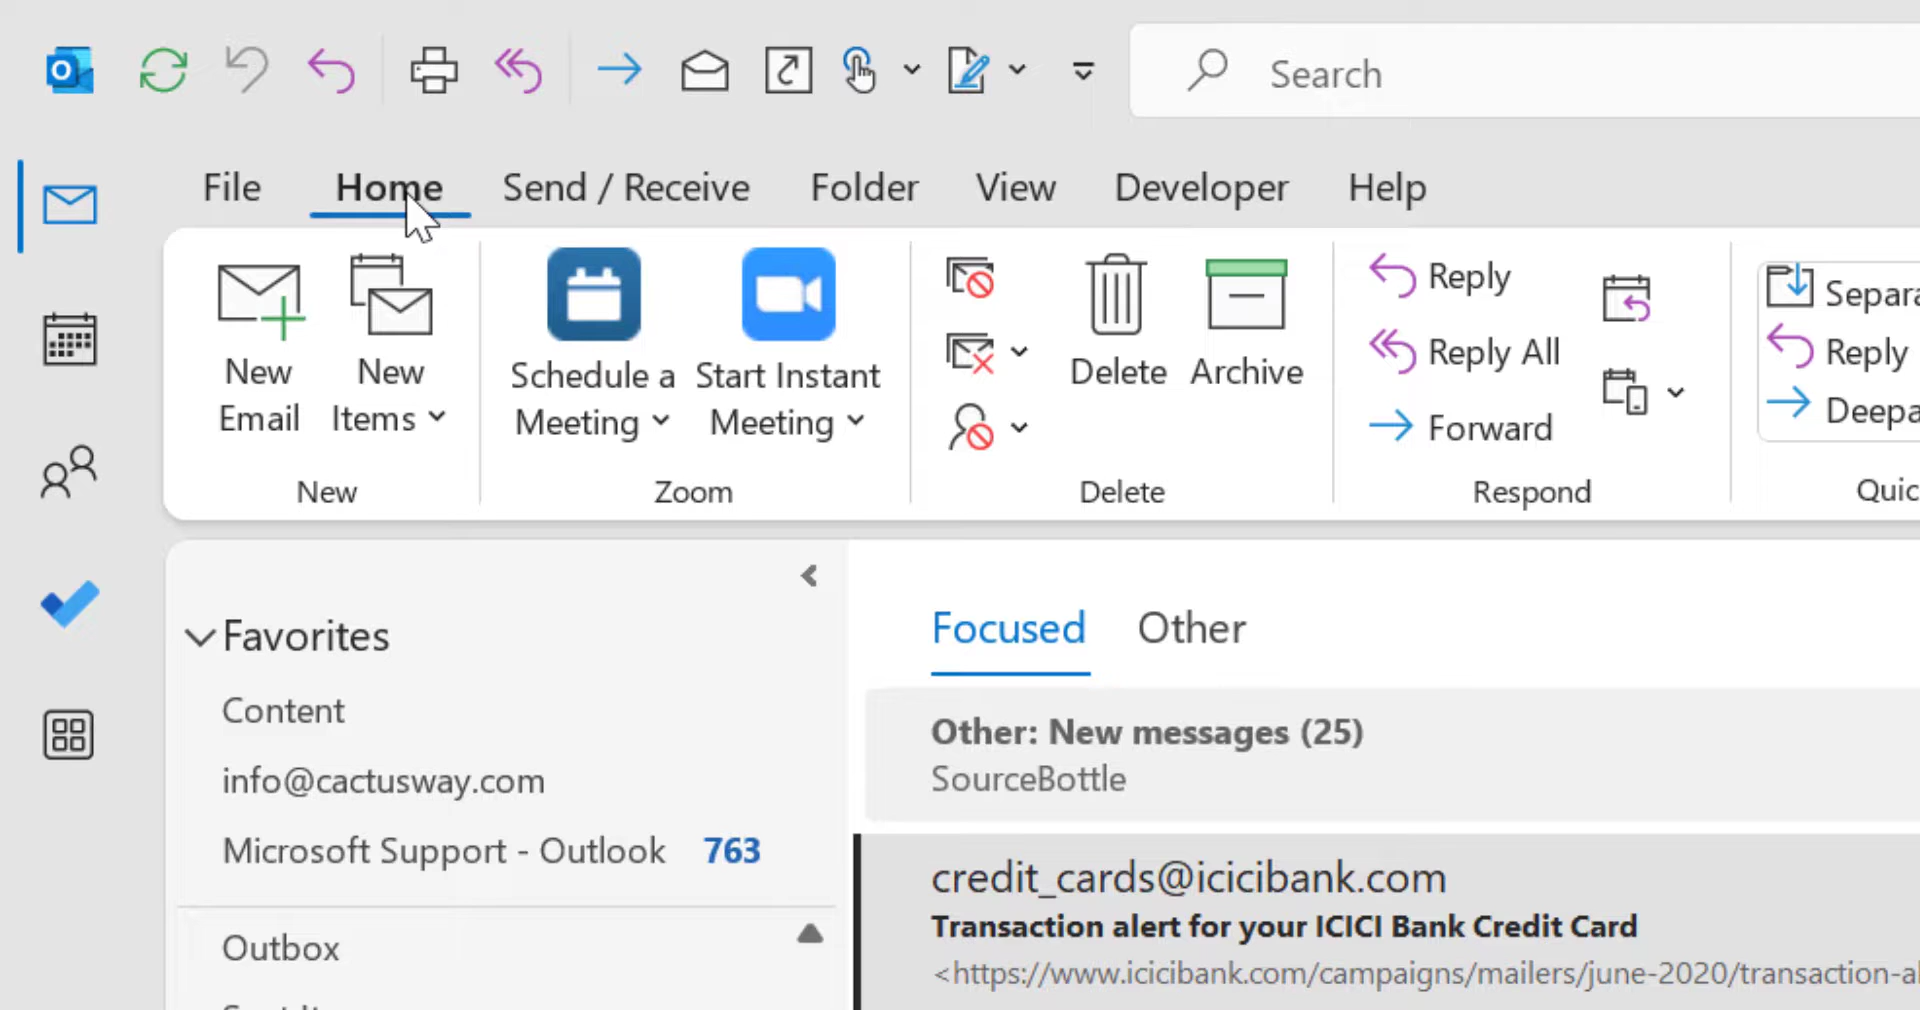 Search
File Home Send / Receive Folder View Developer Help
New Email
New Items
New
Schedule a Meeting
Start Instant Meeting
Zoom
Delete
Archive
Delete
Reply
Reply All
Forward
Respond
Reply
Favorites
Content
info@cactusway.com
Microsoft Support - Outlook 763
Outbox
Focused Other
Other: New messages (25)
SourceBottle
credit_cards@icicibank.com
Transaction alert for your ICICI Bank Credit Card
<https://www.icicibank.com/campaigns/mailers/june-2020/transaction-al